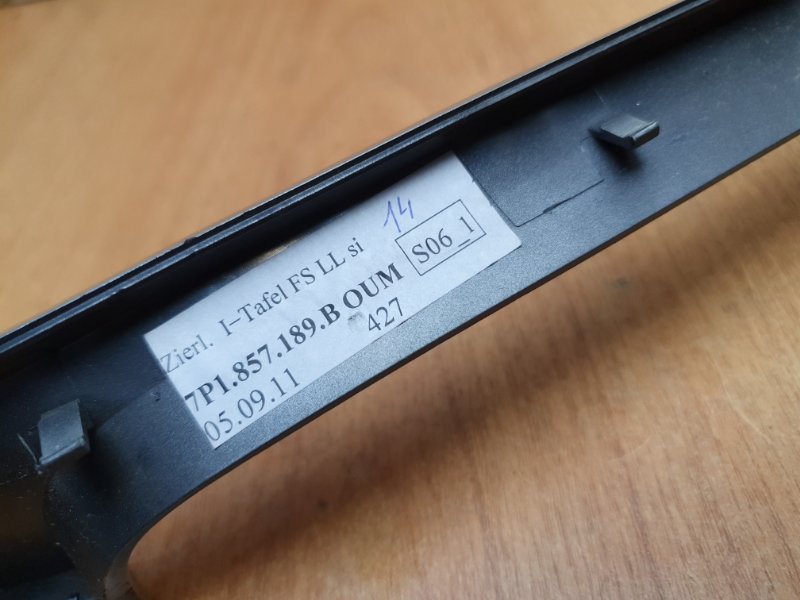 14
Zierl. I-Tafel FS LL si
S06_1
7P1.857.189.B OUM
05.09.11 427